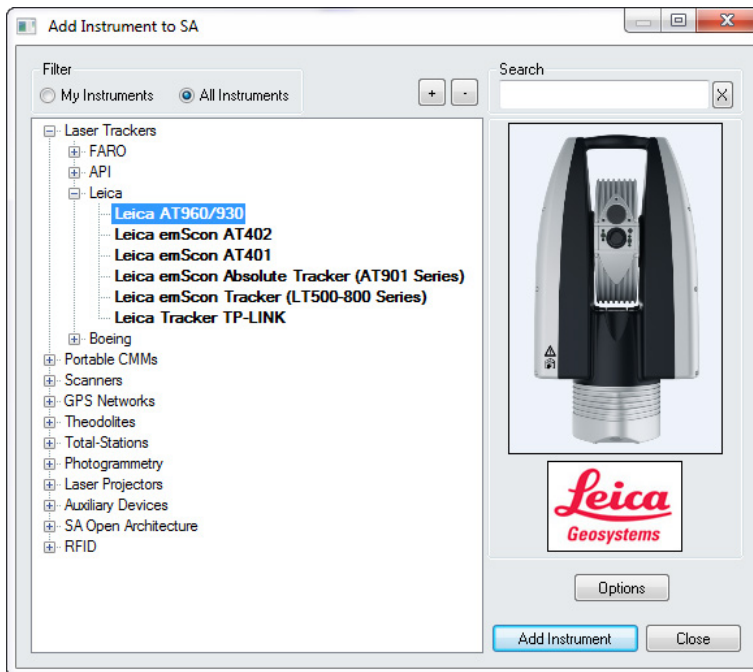 Add Instrument to SA
Filter
My Instruments All Instruments
+ -
Search
X
Laser Trackers
FARO
API
Leica
Leica AT960/930
Leica emScon AT402
Leica emScon AT401
Leica emScon Absolute Tracker (AT901 Series)
Leica emScon Tracker (LT500-800 Series)
Leica Tracker TP-LINK
Boeing
Portable CMMs
Scanners
GPS Networks
Theodolites
Total-Stations
Photogrammetry
Laser Projectors
Auxiliary Devices
SA Open Architecture
RFID
Leica
Geosystems
Options
Add Instrument Close